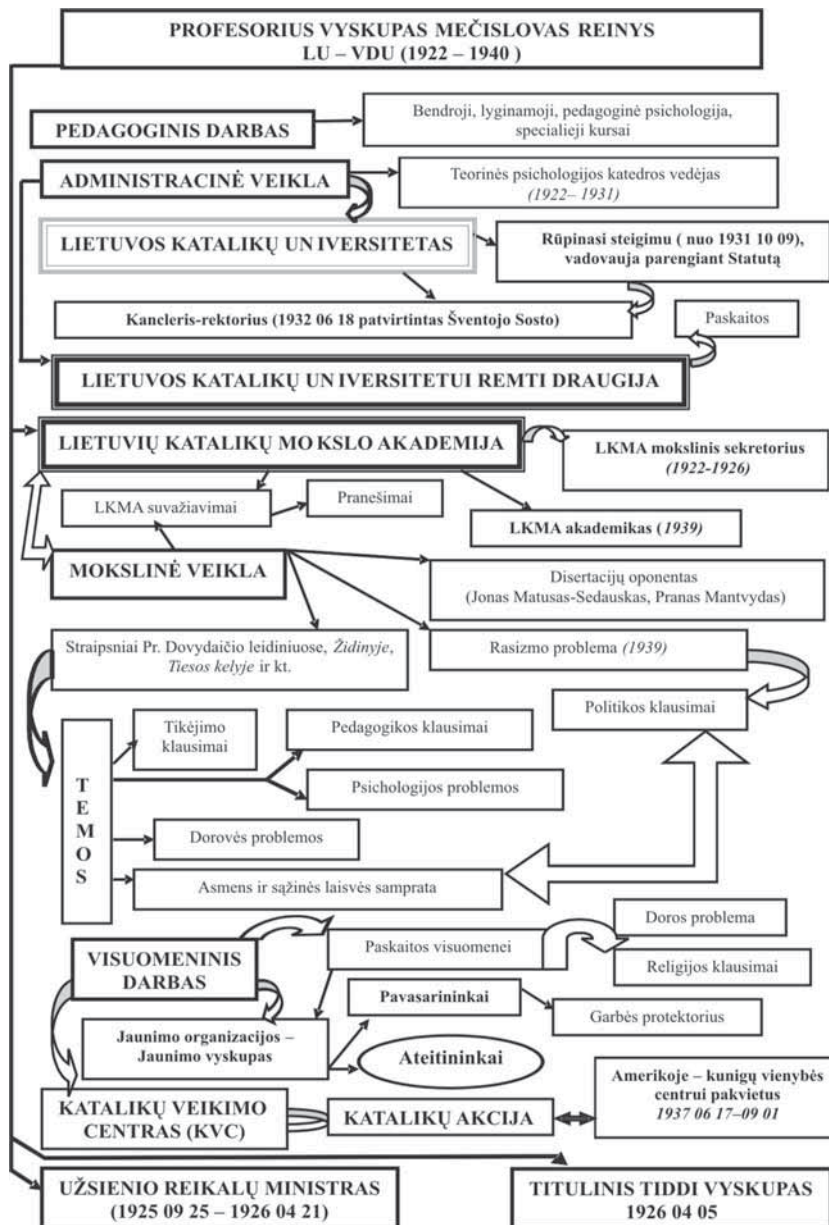 PROFESORIUS VYSKUPAS MEČISLOVAS REINYS
LU – VDU (1922 – 1940 )
PEDAGOGINIS DARBAS
Bendroji, lyginamoji, pedagoginė psichologija,
specialieji kursai
ADMINISTRACINĖ VEIKLA
Teorinės psichologijos katedros vedėjas
(1922– 1931)
LIETUVOS KATALIKŲ UN IVERSITETAS
Rūpinasi steigimu ( nuo 1931 10 09),
vadovauja parengiant Statutą
Kancleris-rektorius (1932 06 18 patvirtintas Šventojo Sosto)
Paskaitos
LIETUVOS KATALIKŲ UN IVERSITETUI REMTI DRAUGIJA
LIETUVIŲ KATALIKŲ MO KSLO AKADEMIJA
LKMA mokslinis sekretorius
(1922-1926)
LKMA suvažiavimai
Pranešimai
LKMA akademikas (1939)
MOKSLINĖ VEIKLA
Disertacijų oponentas
(Jonas Matusas-Sedauskas, Pranas Mantvydas)
Straipsniai Pr. Dovydaičio leidiniuose, Židinyje,
Tiesos kelyje ir kt.
Rasizmo problema (1939)
Politikos klausimai
TEMOS
Tikėjimo
klausimai
Pedagogikos klausimai
Psichologijos problemos
Dorovės problemos
Asmens ir sąžinės laisvės samprata
VISUOMENINIS
DARBAS
Paskaitos visuomenei
Doros problema
Religijos klausimai
Pavasarininkai
Garbės protektorius
Jaunimo organizacijos –
Jaunimo vyskupas
Ateitininkai
KATALIKŲ VEIKIMO
CENTRAS (KVC)
KATALIKŲ AKCIJA
Amerikoje – kunigų vienybės
centrui pakvietus
1937 06 17–09 01
UŽSIENIO REIKALŲ MINISTRAS
(1925 09 25 – 1926 04 21)
TITULINIS TIDDI VYSKUPAS
1926 04 05